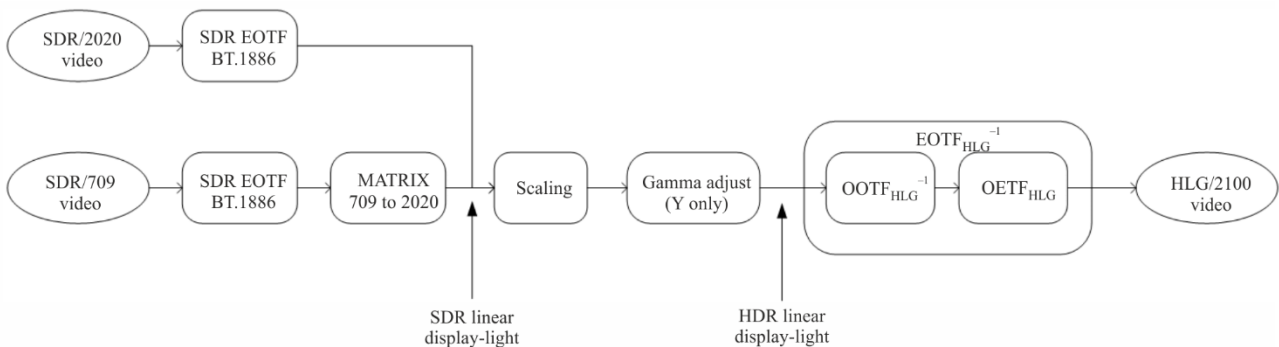 SDR/2020
video
SDR EOTF
BT.1886
SDR/709
video
SDR EOTF
BT.1886
MATRIX
709 to 2020
Scaling
Gamma adjust
(Y only)
EOTF_HLG^–1
OOTF_HLG^–1
OETF_HLG
HLG/2100
video
SDR linear
display-light
HDR linear
display-light